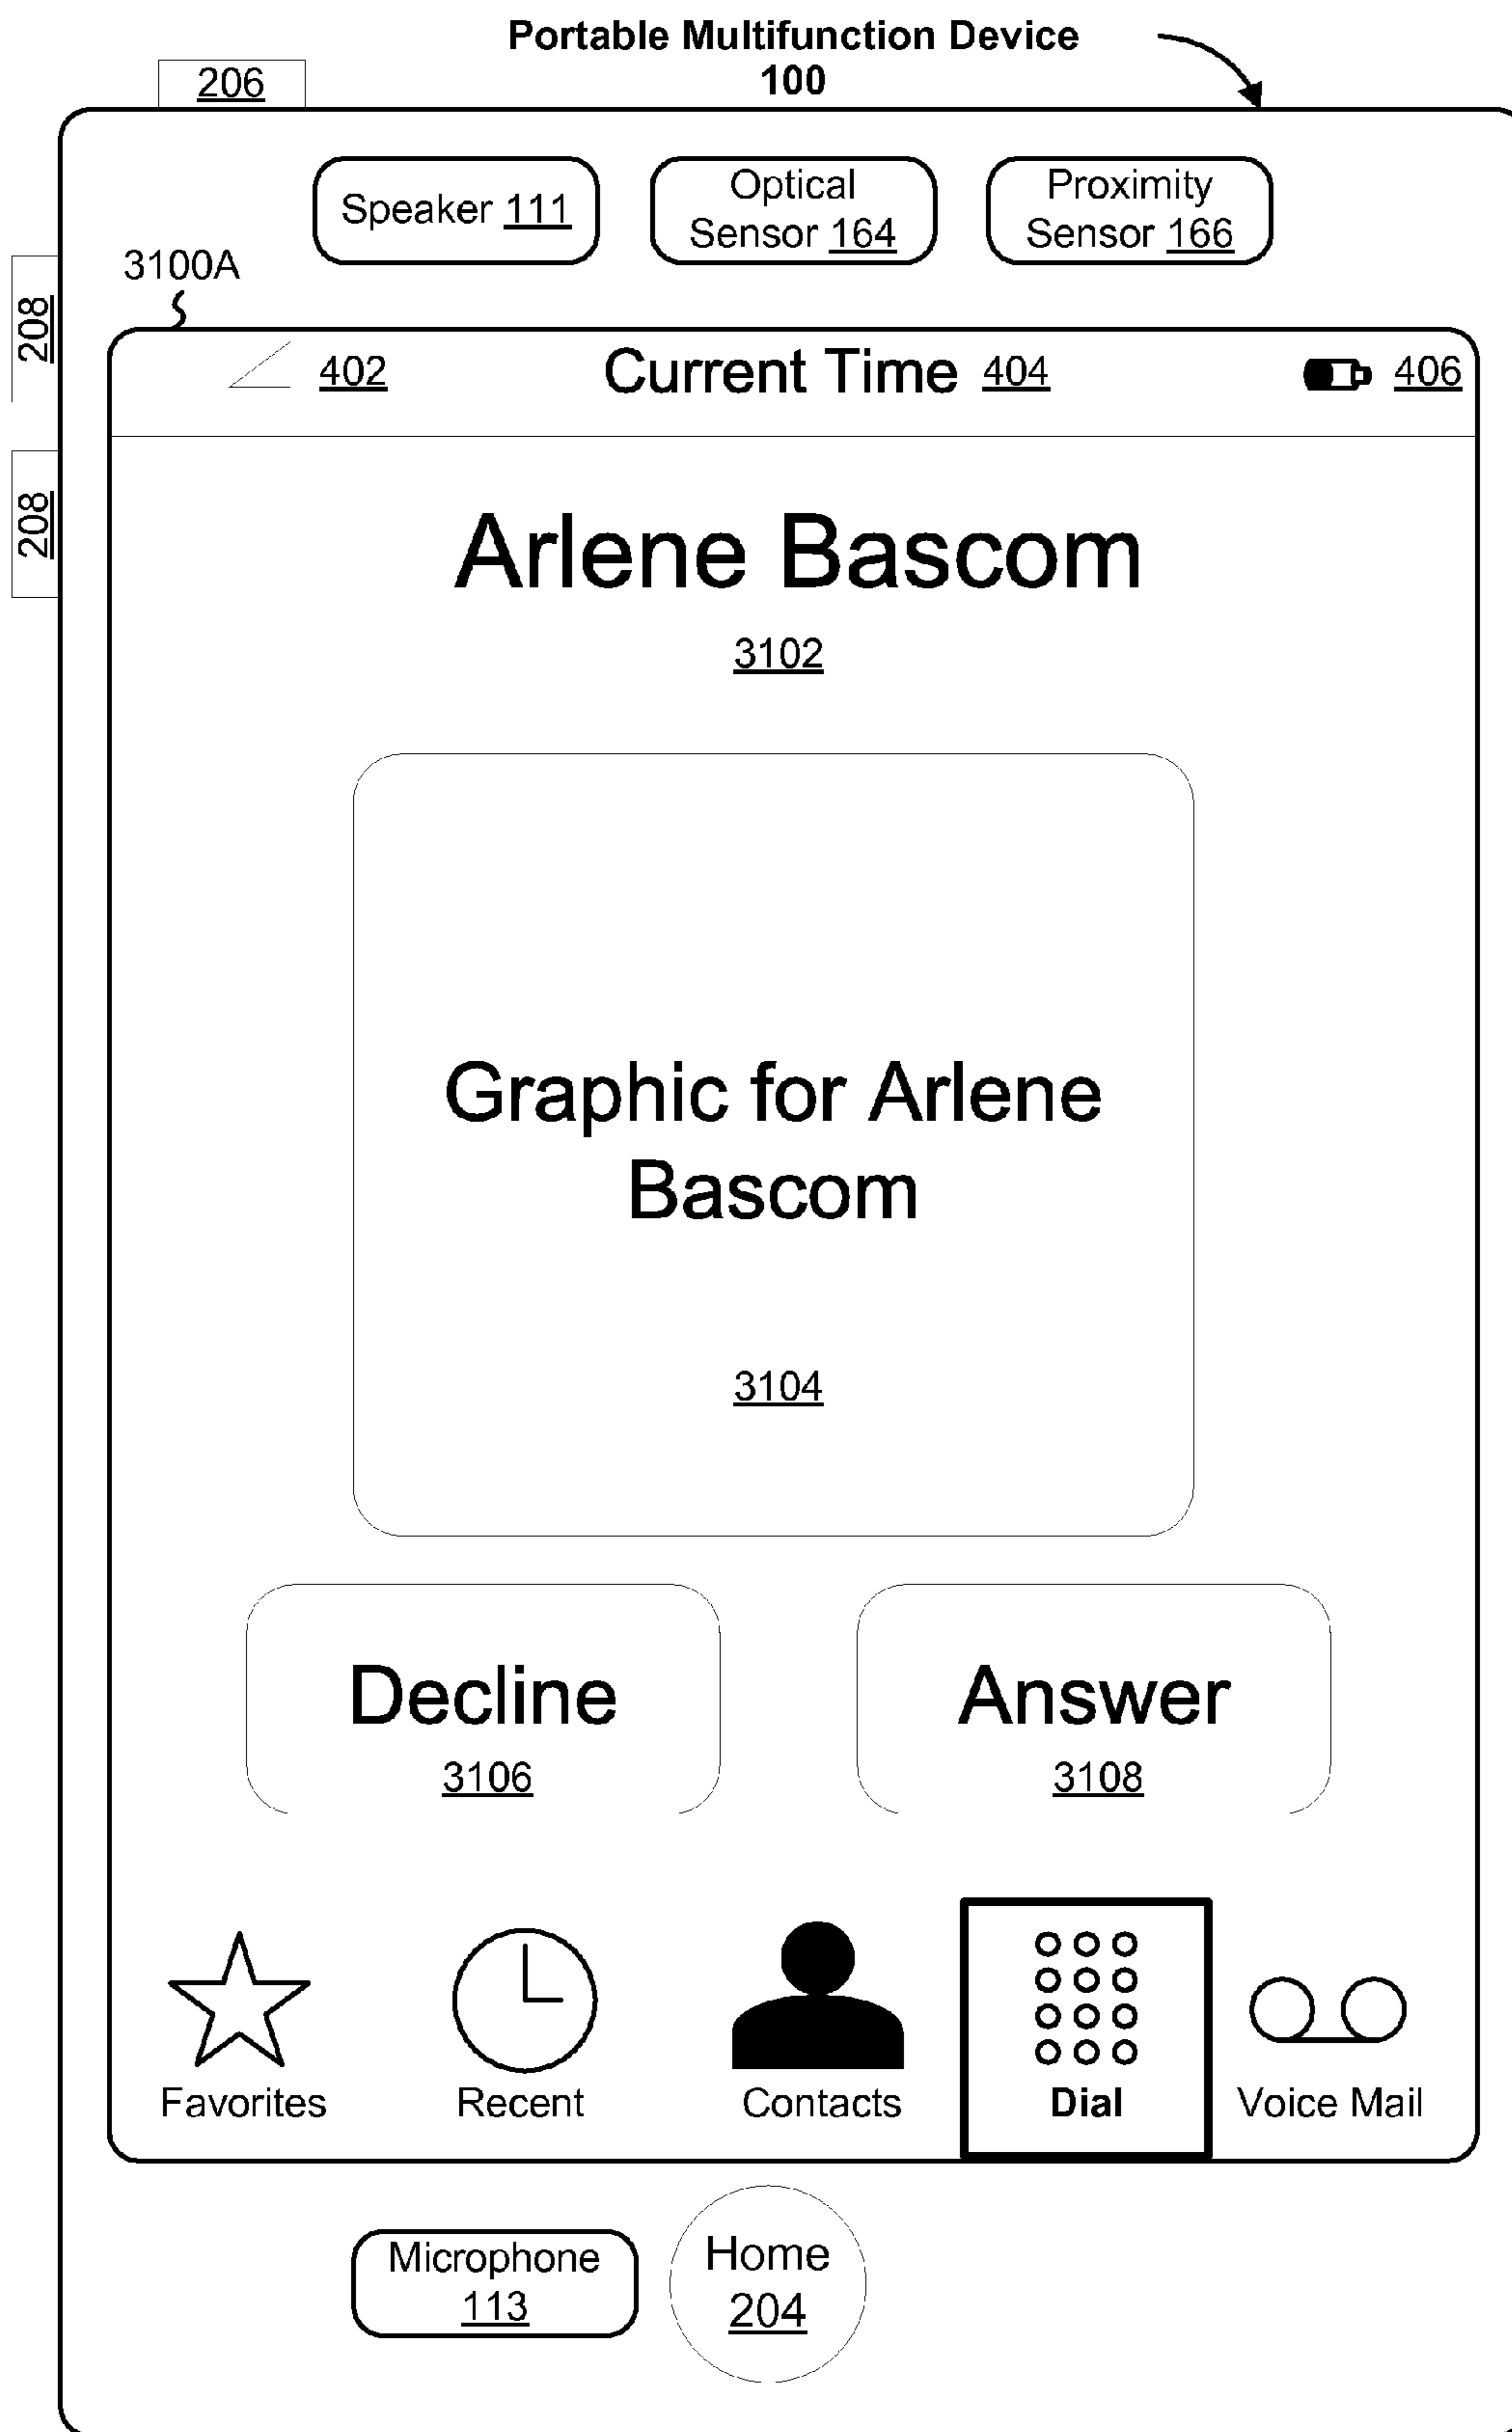 Portable Multifunction Device
100
206
Speaker 111
Optical
Sensor 164
Proximity
Sensor 166
3100A
208
402
Current Time 404
406
208
Arlene Bascom
3102
Graphic for Arlene
Bascom
3104
Decline
3106
Answer
3108
Favorites
Recent
Contacts
Dial
Voice Mail
Microphone
113
Home
204